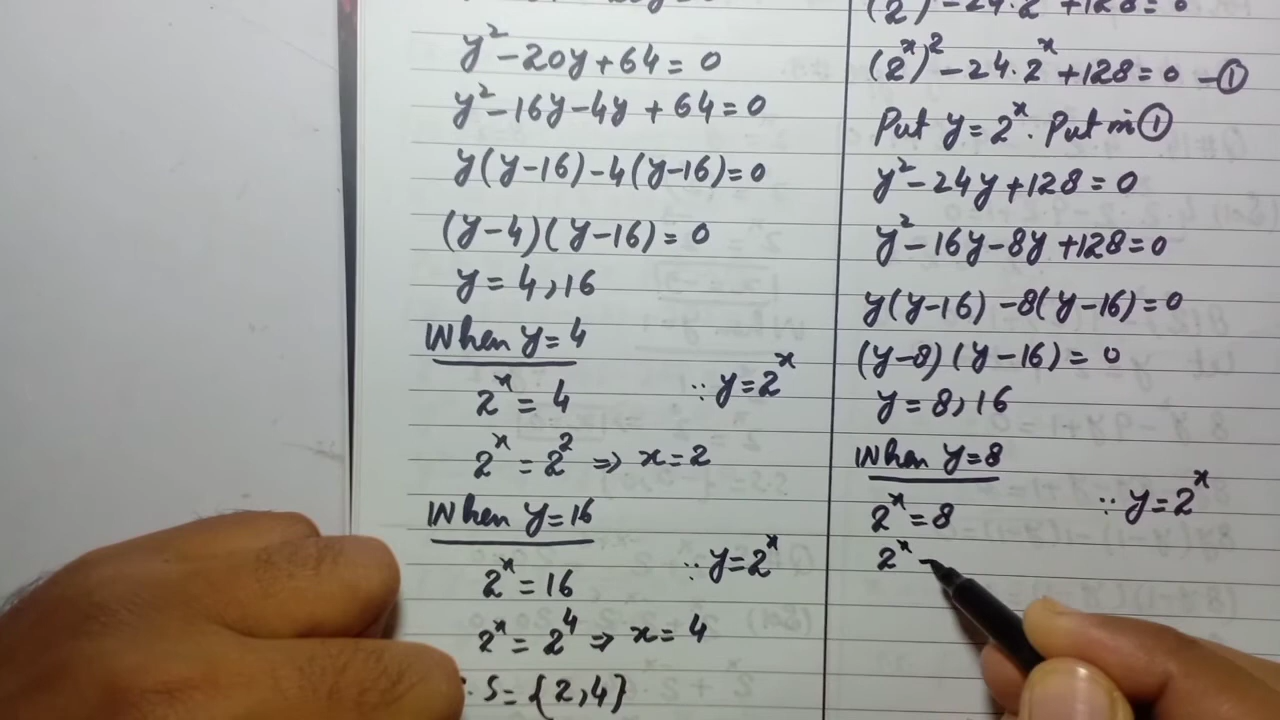 y² - 20y + 64 = 0
y² - 16y - 4y + 64 = 0
y(y-16) - 4(y-16) = 0
(y-4)(y-16) = 0
y = 4, 16
When y=4
2ˣ = 4 ∵ y = 2ˣ
2ˣ = 2² ⇒ x = 2
When y=16
2ˣ = 16 ∵ y = 2ˣ
2ˣ = 2⁴ ⇒ x = 4
S = {2,4}
(2ˣ)² - 24·2ˣ + 128 = 0 -①
Put y = 2ˣ. Put in ①
y² - 24y + 128 = 0
y² - 16y - 8y + 128 = 0
y(y-16) - 8(y-16) = 0
(y-8)(y-16) = 0
y = 8, 16
When y=8
2ˣ = 8 ∵ y = 2ˣ
2ˣ -